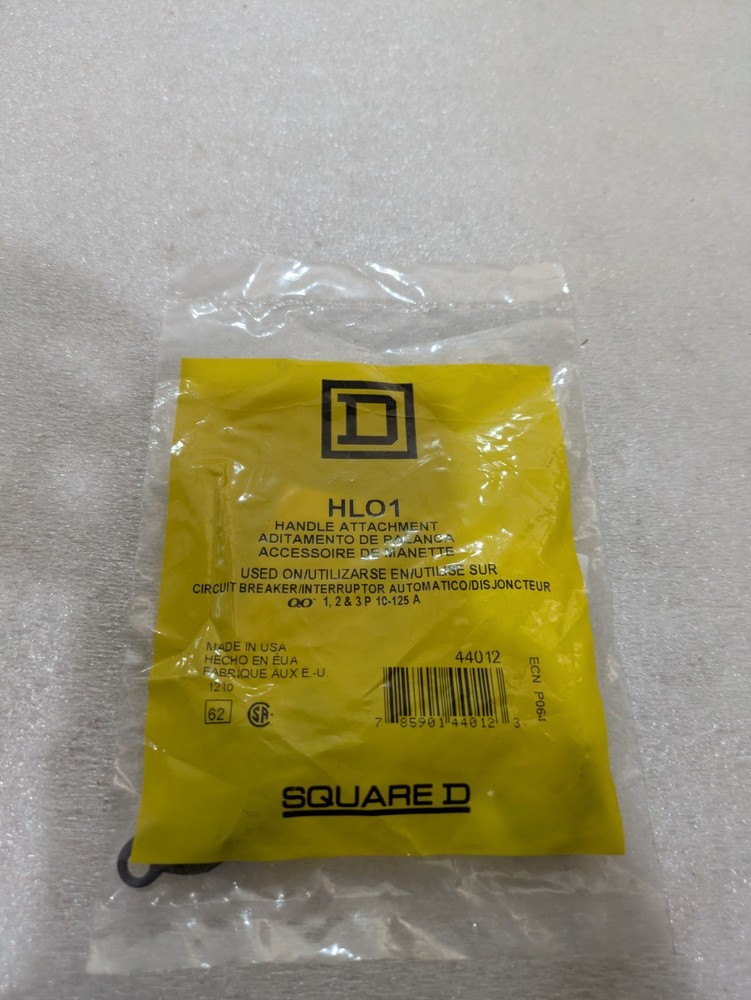 D
HLO1
HANDLE ATTACHMENT
ADITAMENTO DE PALANCA
ACCESSOIRE DE MANETTE
USED ON/UTILIZARSE EN/UTILISE SUR
CIRCUIT BREAKER/INTERRUPTOR AUTOMATICO/DISJONCTEUR
QO® 1, 2 & 3 P 10-125 A
MADE IN USA
HECHO EN EUA
FABRIQUE AUX E.-U.
1210
62
SA
44012
7 85901 44012 3
ECN P064
SQUARE D